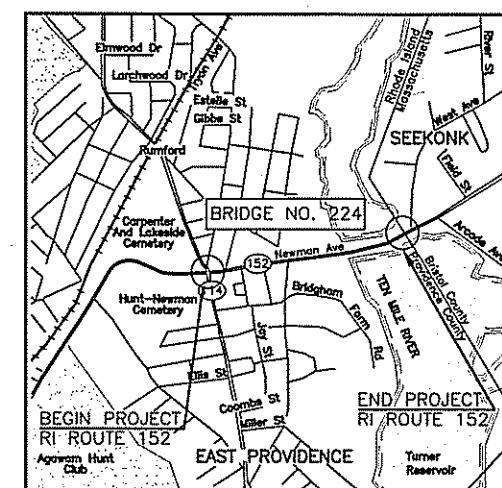 Elmwood Dr
Larchwood Dr
Tryon Ave
Estelle St
Gibbs St
Rumford
Rhode Island
Massachusetts
River St
West Ave
SEEKONK
Field St
BRIDGE NO. 224
Carpenter
And Lakeside
Cemetery
152
Newman Ave
Arcade Ave
Bristol County
Providence County
114
Hunt-Newman
Cemetery
Bridgham
Farm
Rd
TEN MILE RIVER
Joy St
Ellis St
BEGIN PROJECT
RI ROUTE 152
END PROJECT
RI ROUTE 152
Coombs St
Miller St
Agawam Hunt
Club
EAST PROVIDENCE
Turner
Reservoir